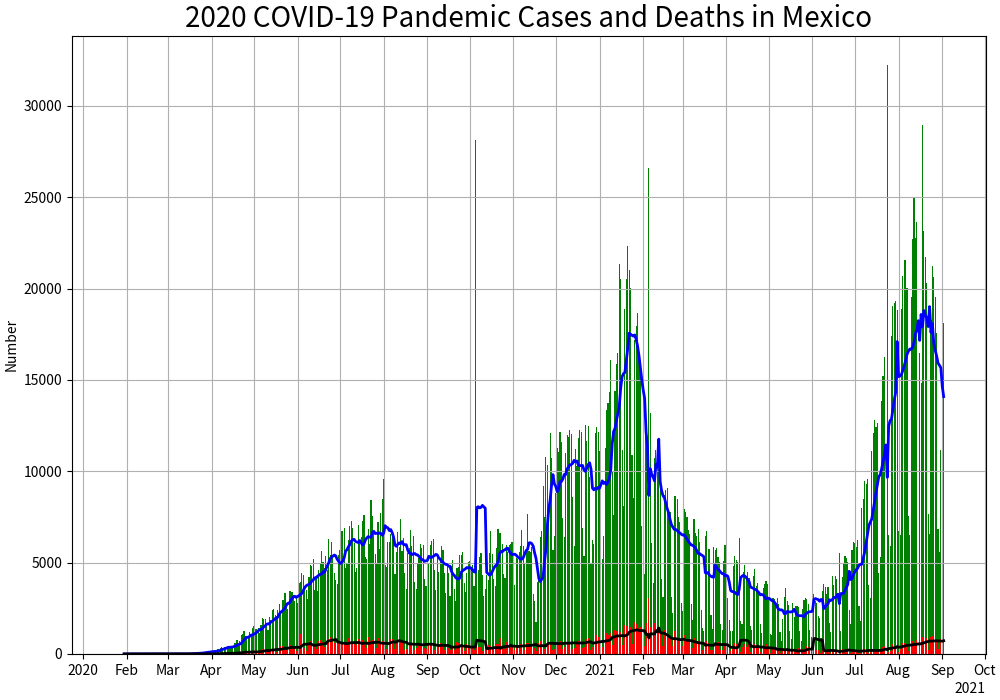 2020 COVID-19 Pandemic Cases and Deaths in Mexico
Number
30000
25000
20000
15000
10000
5000
0
2020 Feb Mar Apr May Jun Jul Aug Sep Oct Nov Dec 2021 Feb Mar Apr May Jun Jul Aug Sep Oct
2021